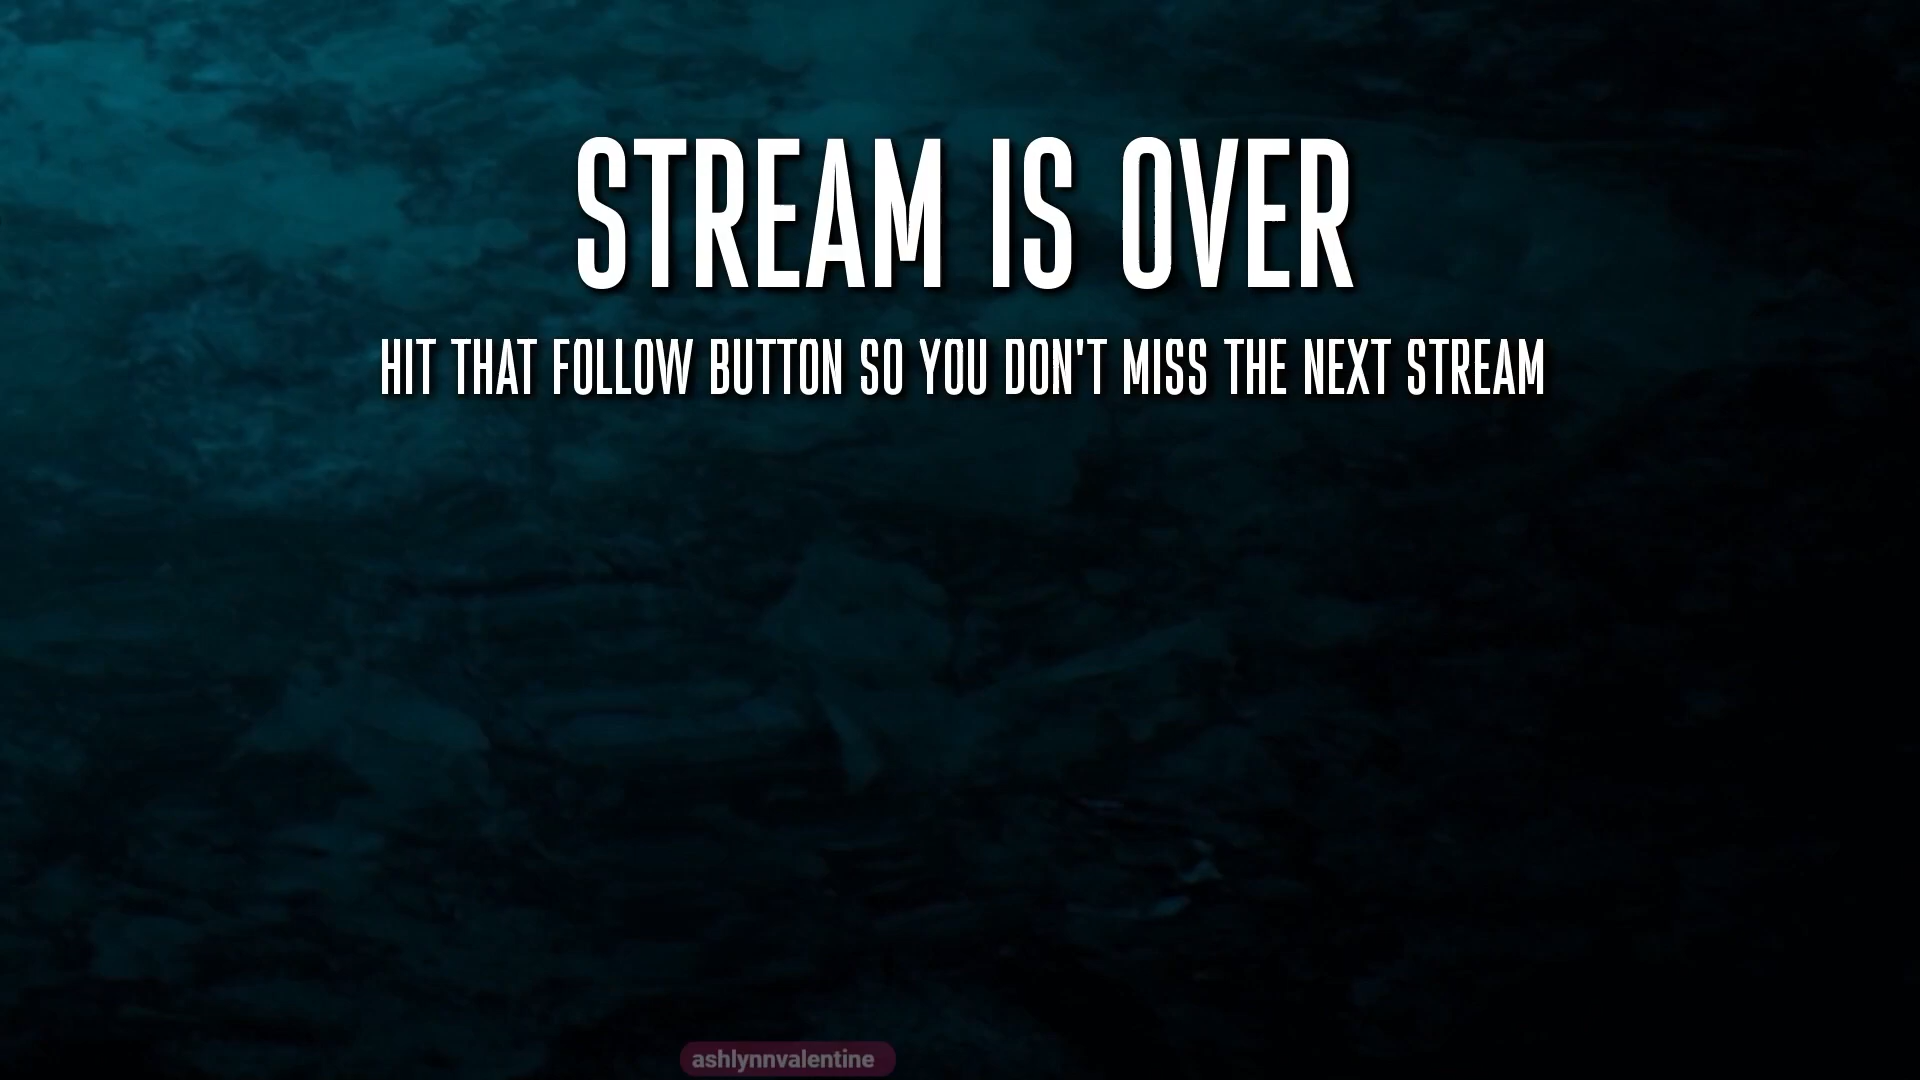 STREAM IS OVER
HIT THAT FOLLOW BUTTON SO YOU DON'T MISS THE NEXT STREAM
ashlynnvalentine